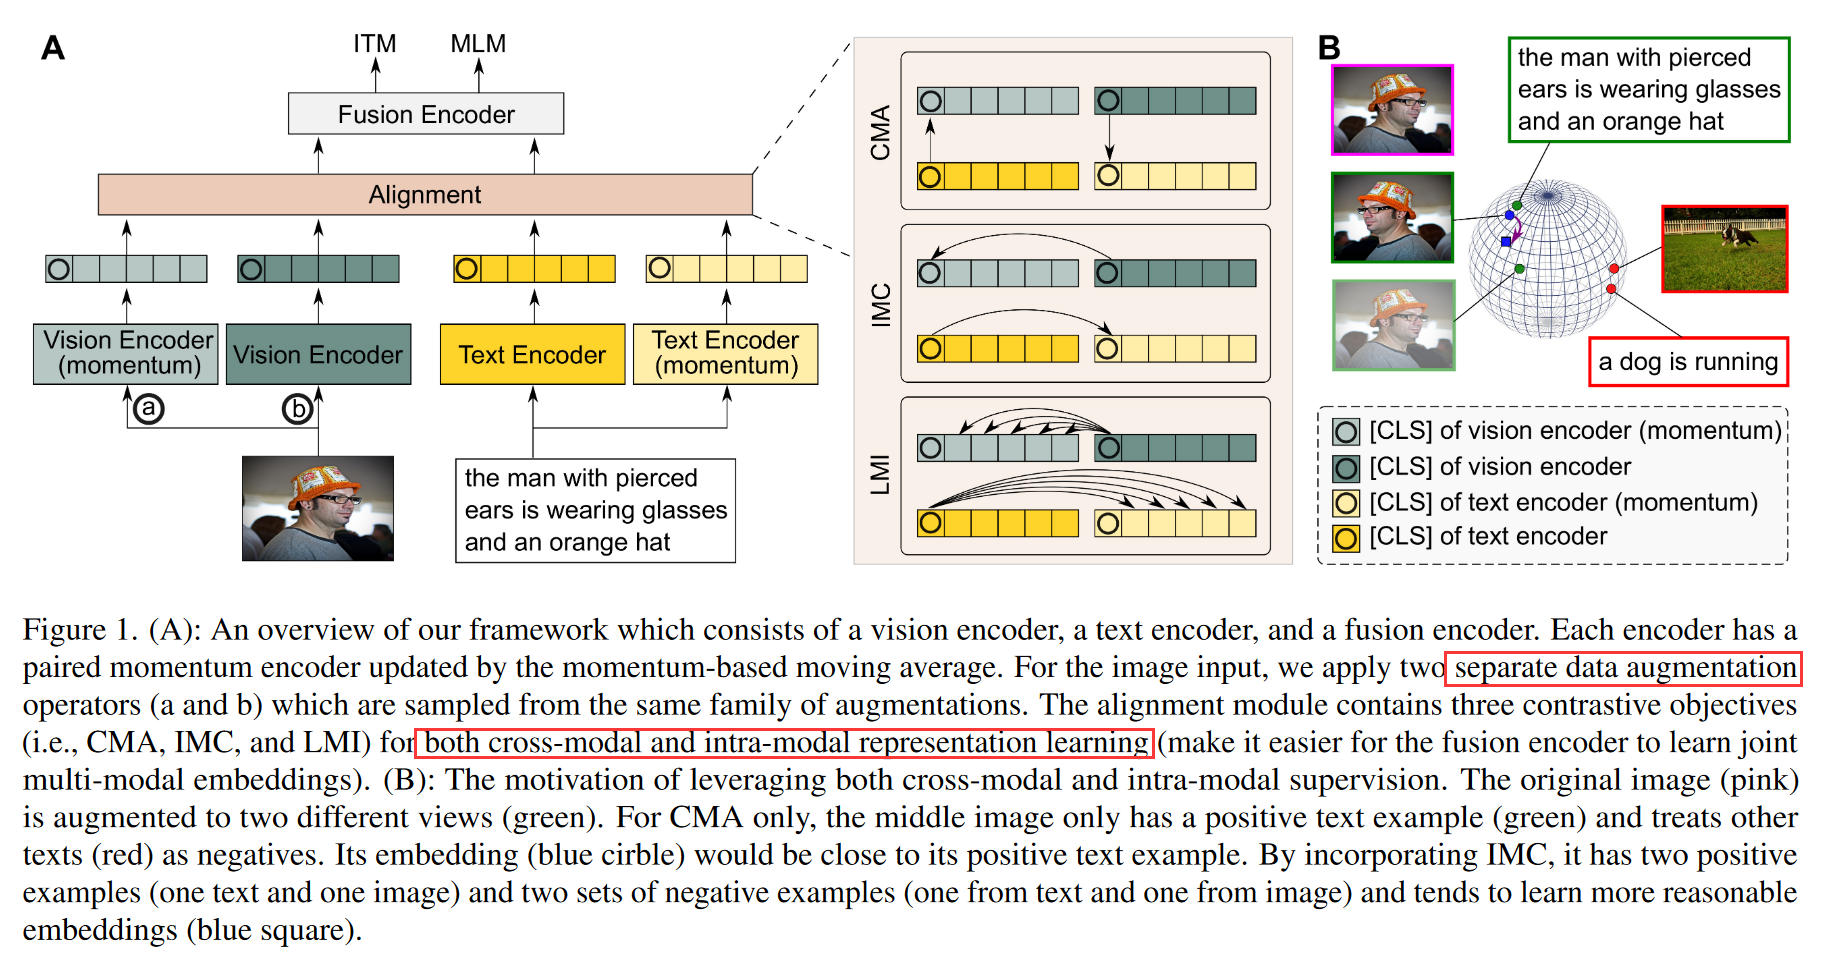 A
ITM
MLM
Fusion Encoder
Alignment
Vision Encoder
(momentum)
Vision Encoder
Text Encoder
Text Encoder
(momentum)
a
b
the man with pierced
ears is wearing glasses
and an orange hat
CMA
IMC
LMI
B
the man with pierced
ears is wearing glasses
and an orange hat
a dog is running
[CLS] of vision encoder (momentum)
[CLS] of vision encoder
[CLS] of text encoder (momentum)
[CLS] of text encoder
Figure 1. (A): An overview of our framework which consists of a vision encoder, a text encoder, and a fusion encoder. Each encoder has a
paired momentum encoder updated by the momentum-based moving average. For the image input, we apply two separate data augmentation
operators (a and b) which are sampled from the same family of augmentations. The alignment module contains three contrastive objectives
(i.e., CMA, IMC, and LMI) for both cross-modal and intra-modal representation learning (make it easier for the fusion encoder to learn joint
multi-modal embeddings). (B): The motivation of leveraging both cross-modal and intra-modal supervision. The original image (pink)
is augmented to two different views (green). For CMA only, the middle image only has a positive text example (green) and treats other
texts (red) as negatives. Its embedding (blue cirble) would be close to its positive text example. By incorporating IMC, it has two positive
examples (one text and one image) and two sets of negative examples (one from text and one from image) and tends to learn more reasonable
embeddings (blue square).